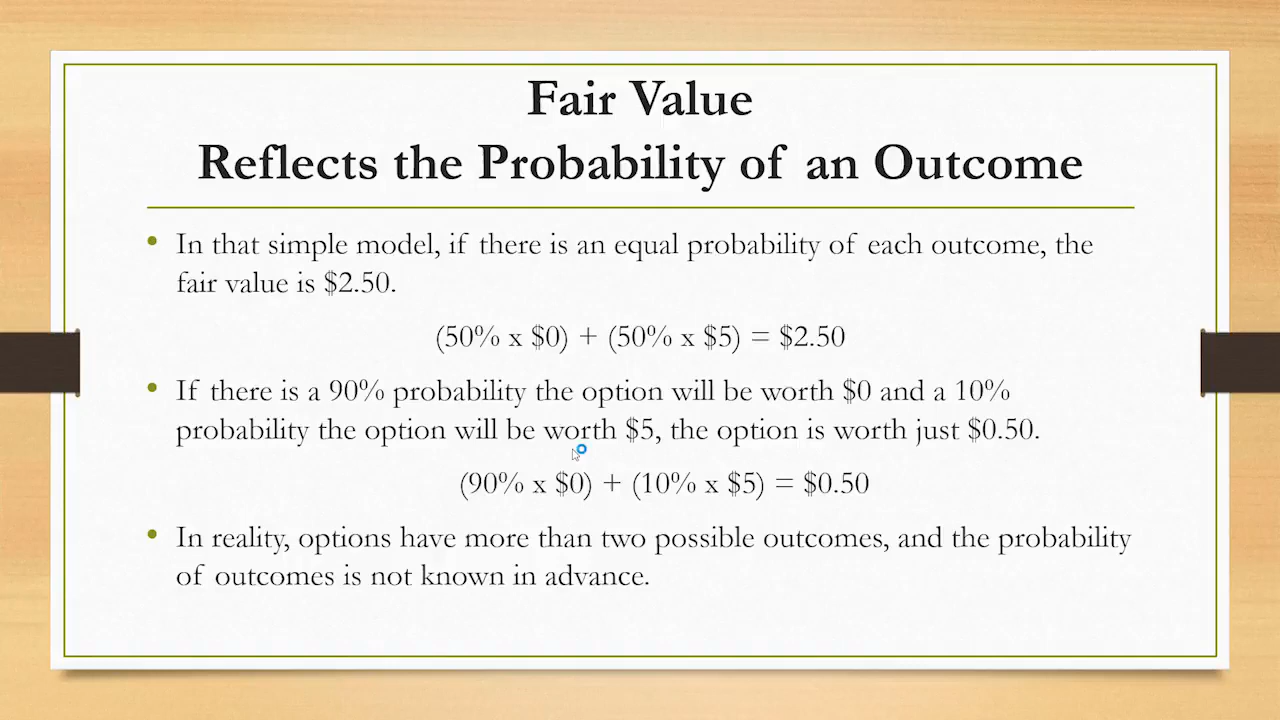 Fair Value
Reflects the Probability of an Outcome
• In that simple model, if there is an equal probability of each outcome, the
fair value is $2.50.
(50% x $0) + (50% x $5) = $2.50
• If there is a 90% probability the option will be worth $0 and a 10%
probability the option will be worth $5, the option is worth just $0.50.
(90% x $0) + (10% x $5) = $0.50
• In reality, options have more than two possible outcomes, and the probability
of outcomes is not known in advance.